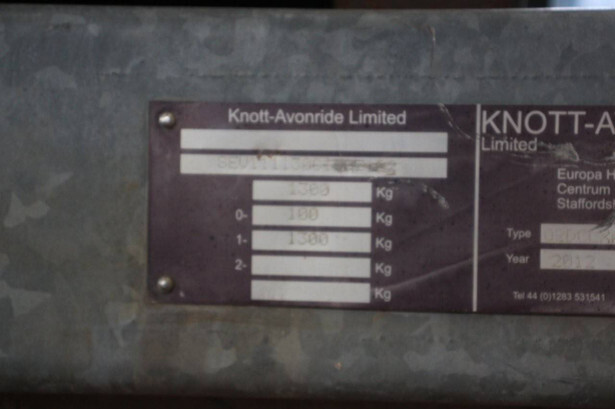 Knott-Avonride Limited
1300 Kg
0- 100 Kg
1- 1300 Kg
2- Kg
Kg
KNOTT-A
Limited
Europa H
Centrum
Staffords
Type
Year 2012
Tel 44 (0)1283 531541